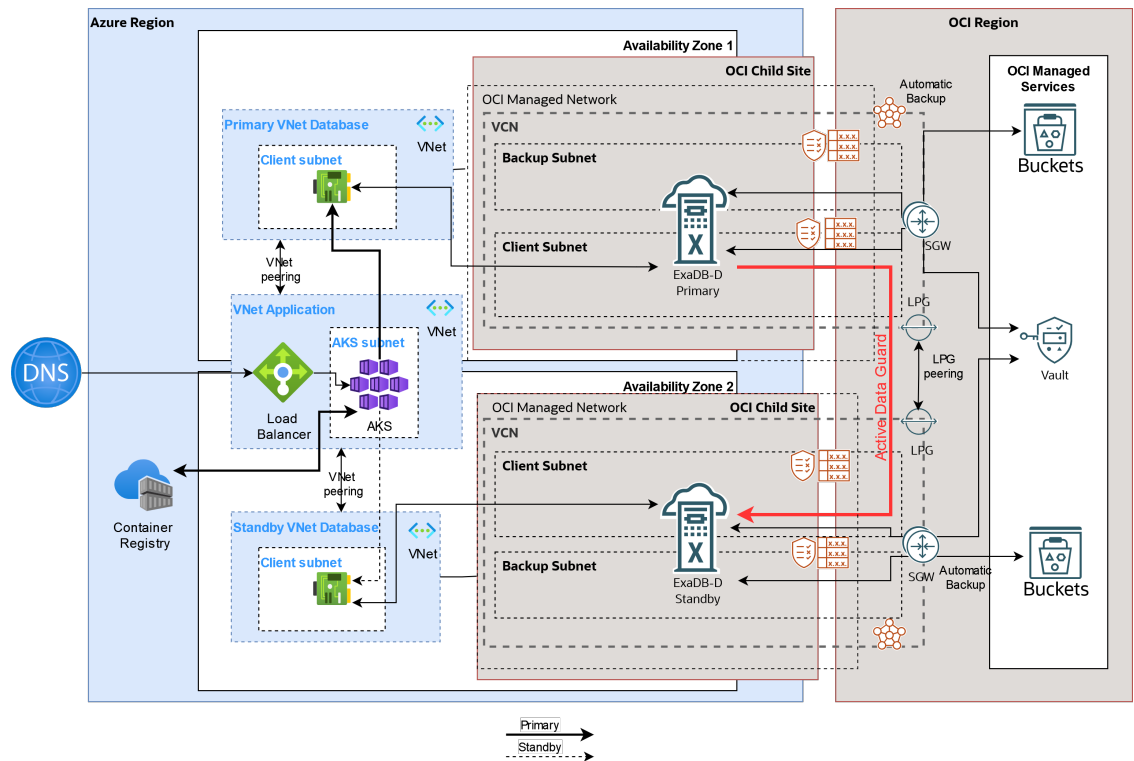 Azure Region
OCI Region
Availability Zone 1
OCI Child Site
OCI Managed
Services
Automatic
Backup
OCI Managed Network
Primary VNet Database
VNet
VCN
x.x.x.
x.x.x.
x.x.x.
Backup Subnet
Client subnet
Buckets
x.x.x.
x.x.x.
x.x.x.
SGW
Client Subnet
X
VNet
peering
ExaDB-D
Primary
LPG
VNet Application
VNet
AKS subnet
DNS
LPG
peering
Vault
Active Data Guard
Availability Zone 2
OCI Managed Network
OCI Child Site
Load
Balancer
AKS
VCN
LPG
Client Subnet
x.x.x.
x.x.x.
x.x.x.
VNet
peering
Container
Registry
Standby VNet Database
VNet
X
x.x.x.
x.x.x.
x.x.x.
Client subnet
Backup Subnet
ExaDB-D
Standby
SGW
Automatic
Backup
Buckets
Primary
Standby